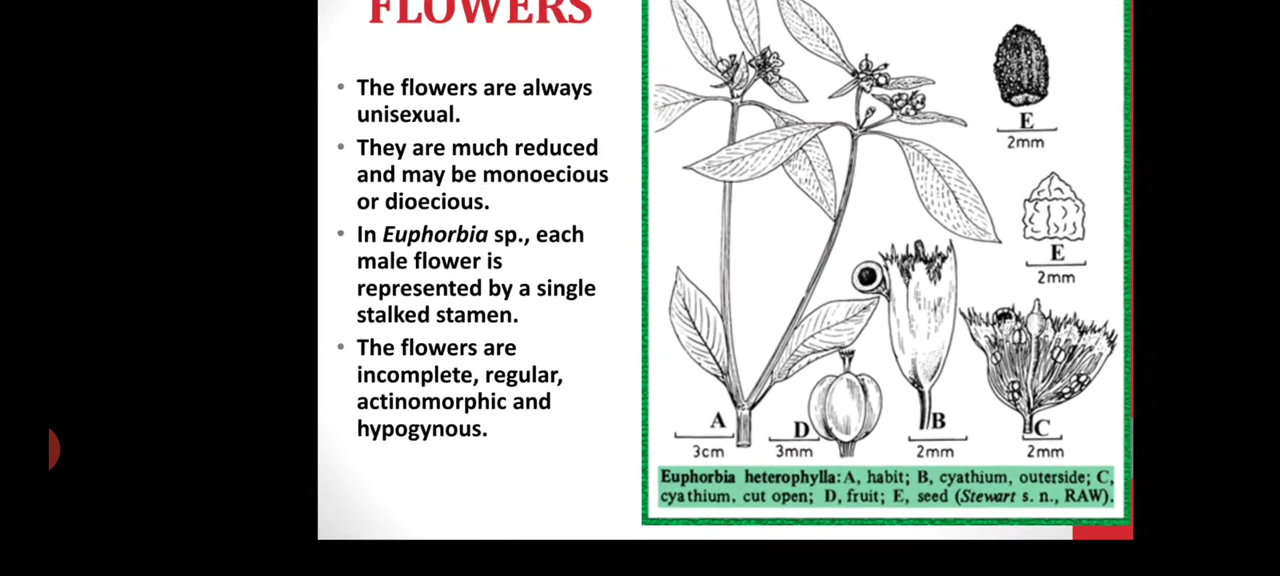 FLOWERS
• The flowers are always
unisexual.
• They are much reduced
and may be monoecious
or dioecious.
• In Euphorbia sp., each
male flower is
represented by a single
stalked stamen.
• The flowers are
incomplete, regular,
actinomorphic and
hypogynous.
E
2mm
E
2mm
A
3cm
D
3mm
B
2mm
C
2mm
Euphorbia heterophylla: A, habit; B, cyathium, outerside; C,
cyathium, cut open; D, fruit; E, seed (Stewart s. n., RAW).